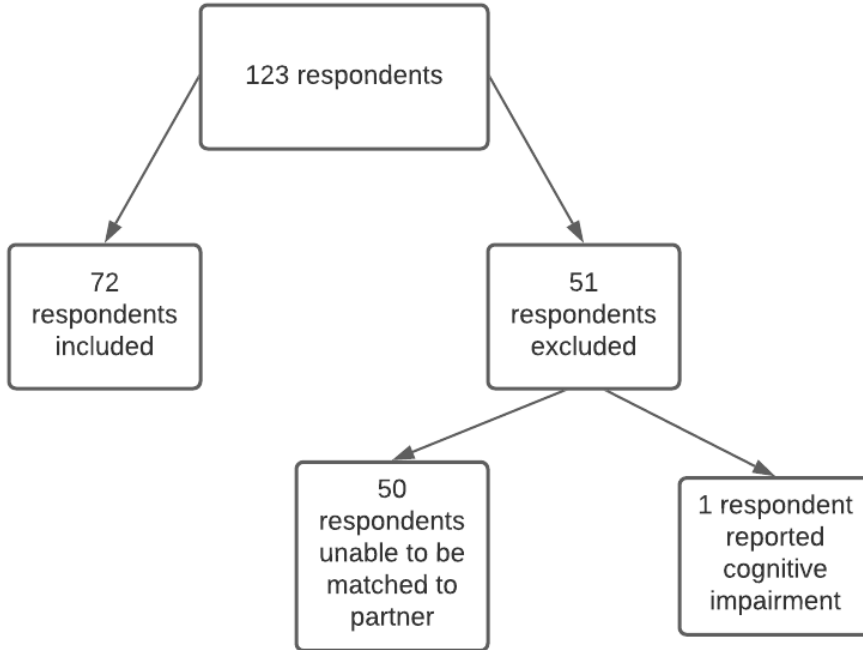 123 respondents
72
respondents
included
51
respondents
excluded
50
respondents
unable to be
matched to
partner
1 respondent
reported
cognitive
impairment